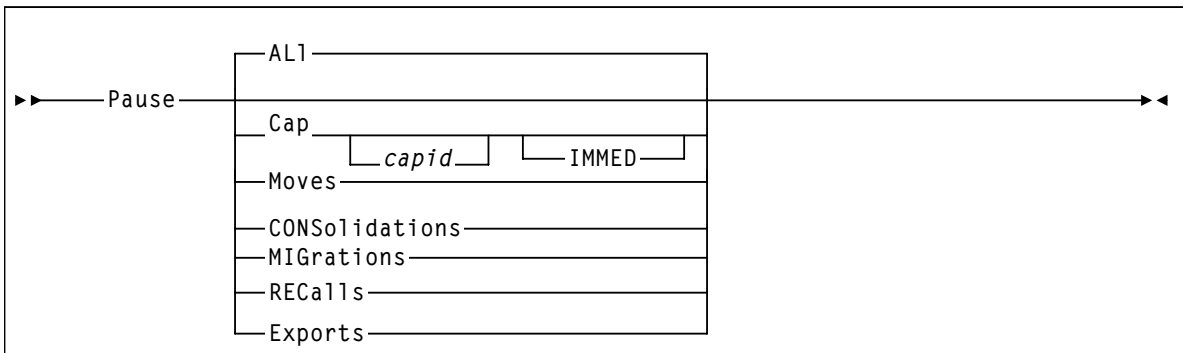 ALl
Pause
Cap
capid IMMED
Moves
CONSolidations
MIGrations
RECalls
Exports